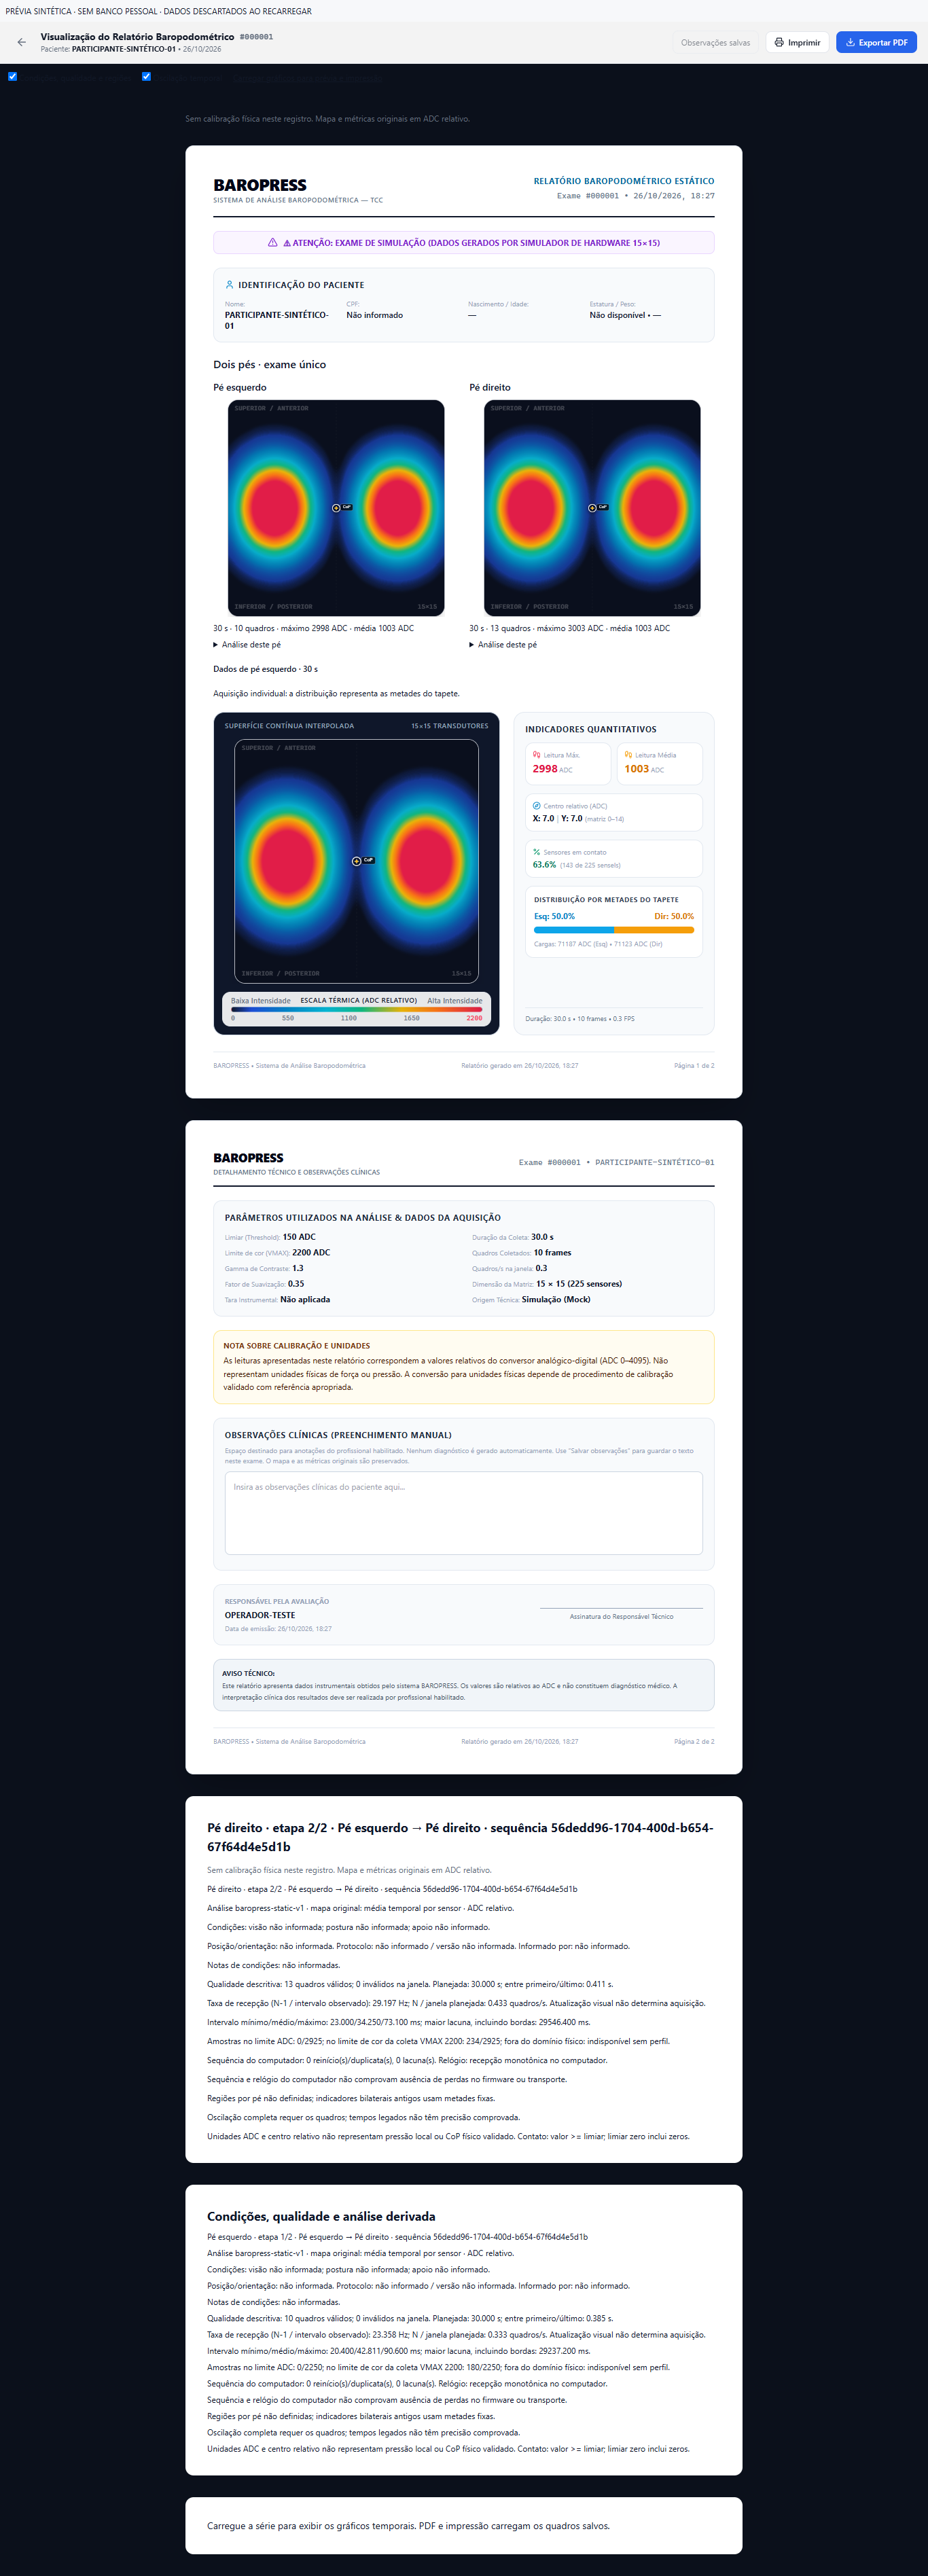 PRÉVIA SINTÉTICA · SEM BANCO PESSOAL · DADOS DESCARTADOS AO RECARREGAR
Visualização do Relatório Baropodométrico #000001
Paciente: PARTICIPANTE-SINTÉTICO-01 • 26/10/2026
Observações salvas
Imprimir
Exportar PDF
Sem calibração física neste registro. Mapa e métricas originais em ADC relativo.
BAROPRESS
SISTEMA DE ANÁLISE BAROPODOMÉTRICA — TCC
RELATÓRIO BAROPODOMÉTRICO ESTÁTICO
Exame #000001 • 26/10/2026, 18:27
⚠ ATENÇÃO: EXAME DE SIMULAÇÃO (DADOS GERADOS POR SIMULADOR DE HARDWARE 15×15)
IDENTIFICAÇÃO DO PACIENTE
Nome: CPF: Nascimento / Idade: Estatura / Peso:
PARTICIPANTE-SINTÉTICO-01 Não informado — Não disponível • —
Dois pés · exame único
Pé esquerdo
SUPERIOR / ANTERIOR
CoP
INFERIOR / POSTERIOR 15×15
30 s · 10 quadros · máximo 2998 ADC · média 1003 ADC
▶ Análise deste pé
Pé direito
SUPERIOR / ANTERIOR
CoP
INFERIOR / POSTERIOR 15×15
30 s · 13 quadros · máximo 3003 ADC · média 1003 ADC
▶ Análise deste pé
Dados de pé esquerdo · 30 s
Aquisição individual: a distribuição representa as metades do tapete.
SUPERFÍCIE CONTÍNUA INTERPOLADA 15×15 TRANSDUTORES
SUPERIOR / ANTERIOR
CoP
INFERIOR / POSTERIOR 15×15
Baixa Intensidade ESCALA TÉRMICA (ADC RELATIVO) Alta Intensidade
0 550 1100 1650 2200
INDICADORES QUANTITATIVOS
Leitura Máx.
2998 ADC
Leitura Média
1003 ADC
Centro relativo (ADC)
X: 7.0 | Y: 7.0 (matriz 0–14)
Sensores em contato
63.6% (143 de 225 sensels)
DISTRIBUIÇÃO POR METADES DO TAPETE
Esq: 50.0% Dir: 50.0%
Cargas: 71187 ADC (Esq) • 71123 ADC (Dir)
Duração: 30.0 s • 10 frames • 0.3 FPS
BAROPRESS • Sistema de Análise Baropodométrica Relatório gerado em 26/10/2026, 18:27 Página 1 de 2
BAROPRESS
DETALHAMENTO TÉCNICO E OBSERVAÇÕES CLÍNICAS
Exame #000001 • PARTICIPANTE-SINTÉTICO-01
PARÂMETROS UTILIZADOS NA ANÁLISE & DADOS DA AQUISIÇÃO
Limiar (Threshold): 150 ADC Duração da Coleta: 30.0 s
Limite de cor (VMAX): 2200 ADC Quadros Coletados: 10 frames
Gamma de Contraste: 1.3 Quadros/s na janela: 0.3
Fator de Suavização: 0.35 Dimensão da Matriz: 15 × 15 (225 sensores)
Tara Instrumental: Não aplicada Origem Técnica: Simulação (Mock)
NOTA SOBRE CALIBRAÇÃO E UNIDADES
As leituras apresentadas neste relatório correspondem a valores relativos do conversor analógico-digital (ADC 0–4095). Não
representam unidades físicas de força ou pressão. A conversão para unidades físicas depende de procedimento de calibração
validado com referência apropriada.
OBSERVAÇÕES CLÍNICAS (PREENCHIMENTO MANUAL)
Espaço destinado para anotações do profissional habilitado. Nenhum diagnóstico é gerado automaticamente. Use "Salvar observações" para guardar o texto
neste exame. O mapa e as métricas originais são preservados.
Insira as observações clínicas do paciente aqui...
RESPONSÁVEL PELA AVALIAÇÃO
OPERADOR-TESTE
Data de emissão: 26/10/2026, 18:27
Assinatura do Responsável Técnico
AVISO TÉCNICO:
Este relatório apresenta dados instrumentais obtidos pelo sistema BAROPRESS. Os valores são relativos ao ADC e não constituem diagnóstico médico. A
interpretação clínica dos resultados deve ser realizada por profissional habilitado.
BAROPRESS • Sistema de Análise Baropodométrica Relatório gerado em 26/10/2026, 18:27 Página 2 de 2
Pé direito · etapa 2/2 · Pé esquerdo → Pé direito · sequência 56dedd96-1704-400d-b654-
67f64d4e5d1b
Sem calibração física neste registro. Mapa e métricas originais em ADC relativo.
Pé direito · etapa 2/2 · Pé esquerdo → Pé direito · sequência 56dedd96-1704-400d-b654-67f64d4e5d1b
Análise baropress-static-v1 · mapa original: média temporal por sensor · ADC relativo.
Condições: visão não informada; postura não informada; apoio não informado.
Posição/orientação: não informada. Protocolo: não informado / versão não informada. Informado por: não informado.
Notas de condições: não informadas.
Qualidade descritiva: 13 quadros válidos; 0 inválidos na janela. Planejada: 30.000 s; entre primeiro/último: 0.411 s.
Taxa de recepção (N-1 / intervalo observado): 29.197 Hz; N / janela planejada: 0.433 quadros/s. Atualização visual não determina aquisição.
Intervalo mínimo/médio/máximo: 23.000/34.250/73.100 ms; maior lacuna, incluindo bordas: 29546.400 ms.
Amostras no limite ADC: 0/2925; no limite de cor da coleta VMAX 2200: 234/2925; fora do domínio físico: indisponível sem perfil.
Sequência do computador: 0 reinício(s)/duplicata(s), 0 lacuna(s). Relógio: recepção monotônica no computador.
Sequência e relógio do computador não comprovam ausência de perdas no firmware ou transporte.
Regiões por pé não definidas; indicadores bilaterais antigos usam metades fixas.
Oscilação completa requer os quadros; tempos legados não têm precisão comprovada.
Unidades ADC e centro relativo não representam pressão local ou CoP físico validado. Contato: valor >= limiar; limiar zero inclui zeros.
Condições, qualidade e análise derivada
Pé esquerdo · etapa 1/2 · Pé esquerdo → Pé direito · sequência 56dedd96-1704-400d-b654-67f64d4e5d1b
Análise baropress-static-v1 · mapa original: média temporal por sensor · ADC relativo.
Condições: visão não informada; postura não informada; apoio não informado.
Posição/orientação: não informada. Protocolo: não informado / versão não informada. Informado por: não informado.
Notas de condições: não informadas.
Qualidade descritiva: 10 quadros válidos; 0 inválidos na janela. Planejada: 30.000 s; entre primeiro/último: 0.385 s.
Taxa de recepção (N-1 / intervalo observado): 23.358 Hz; N / janela planejada: 0.333 quadros/s. Atualização visual não determina aquisição.
Intervalo mínimo/médio/máximo: 20.400/42.811/90.600 ms; maior lacuna, incluindo bordas: 29237.200 ms.
Amostras no limite ADC: 0/2250; no limite de cor da coleta VMAX 2200: 180/2250; fora do domínio físico: indisponível sem perfil.
Sequência do computador: 0 reinício(s)/duplicata(s), 0 lacuna(s). Relógio: recepção monotônica no computador.
Sequência e relógio do computador não comprovam ausência de perdas no firmware ou transporte.
Regiões por pé não definidas; indicadores bilaterais antigos usam metades fixas.
Oscilação completa requer os quadros; tempos legados não têm precisão comprovada.
Unidades ADC e centro relativo não representam pressão local ou CoP físico validado. Contato: valor >= limiar; limiar zero inclui zeros.
Carregue a série para exibir os gráficos temporais. PDF e impressão carregam os quadros salvos.